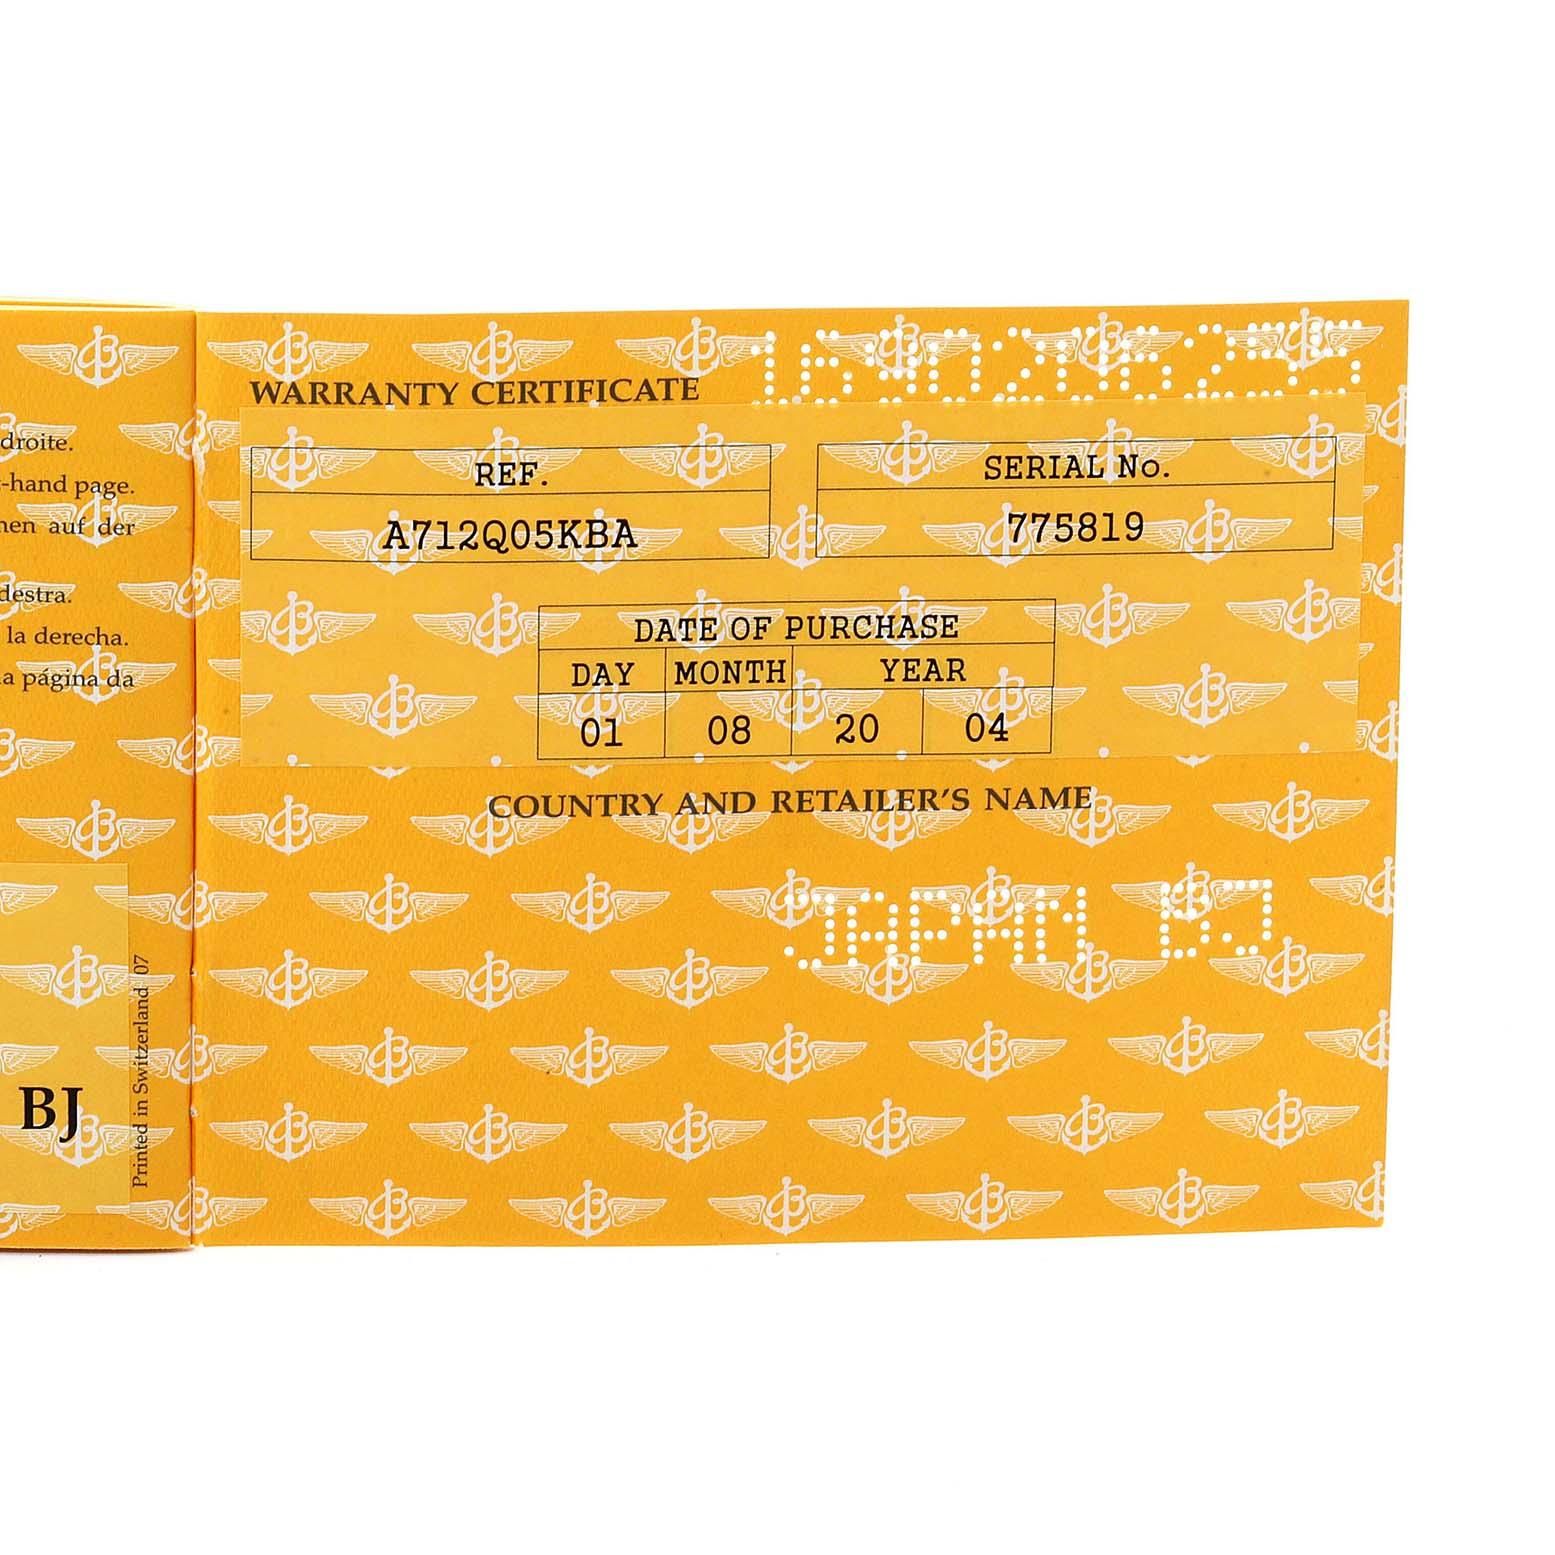 droite.
-hand page.
nen auf der
destra.
la derecha.
a página da
BJ
Printed in Switzerland 07
WARRANTY CERTIFICATE
REF. SERIAL No.
A712Q05KBA 775819
DATE OF PURCHASE
DAY MONTH YEAR
01 08 20 04
COUNTRY AND RETAILER'S NAME
JAPAN BJ